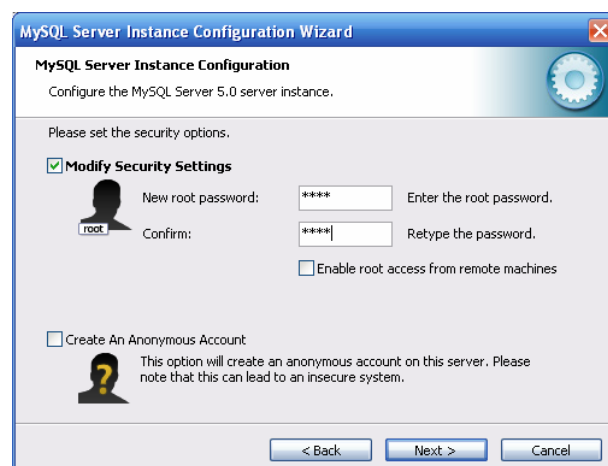 MySQL Server Instance Configuration Wizard
MySQL Server Instance Configuration
Configure the MySQL Server 5.0 server instance.
Please set the security options.
Modify Security Settings
root
New root password: **** Enter the root password.
Confirm: **** Retype the password.
Enable root access from remote machines
Create An Anonymous Account
?
This option will create an anonymous account on this server. Please
note that this can lead to an insecure system.
< Back Next > Cancel